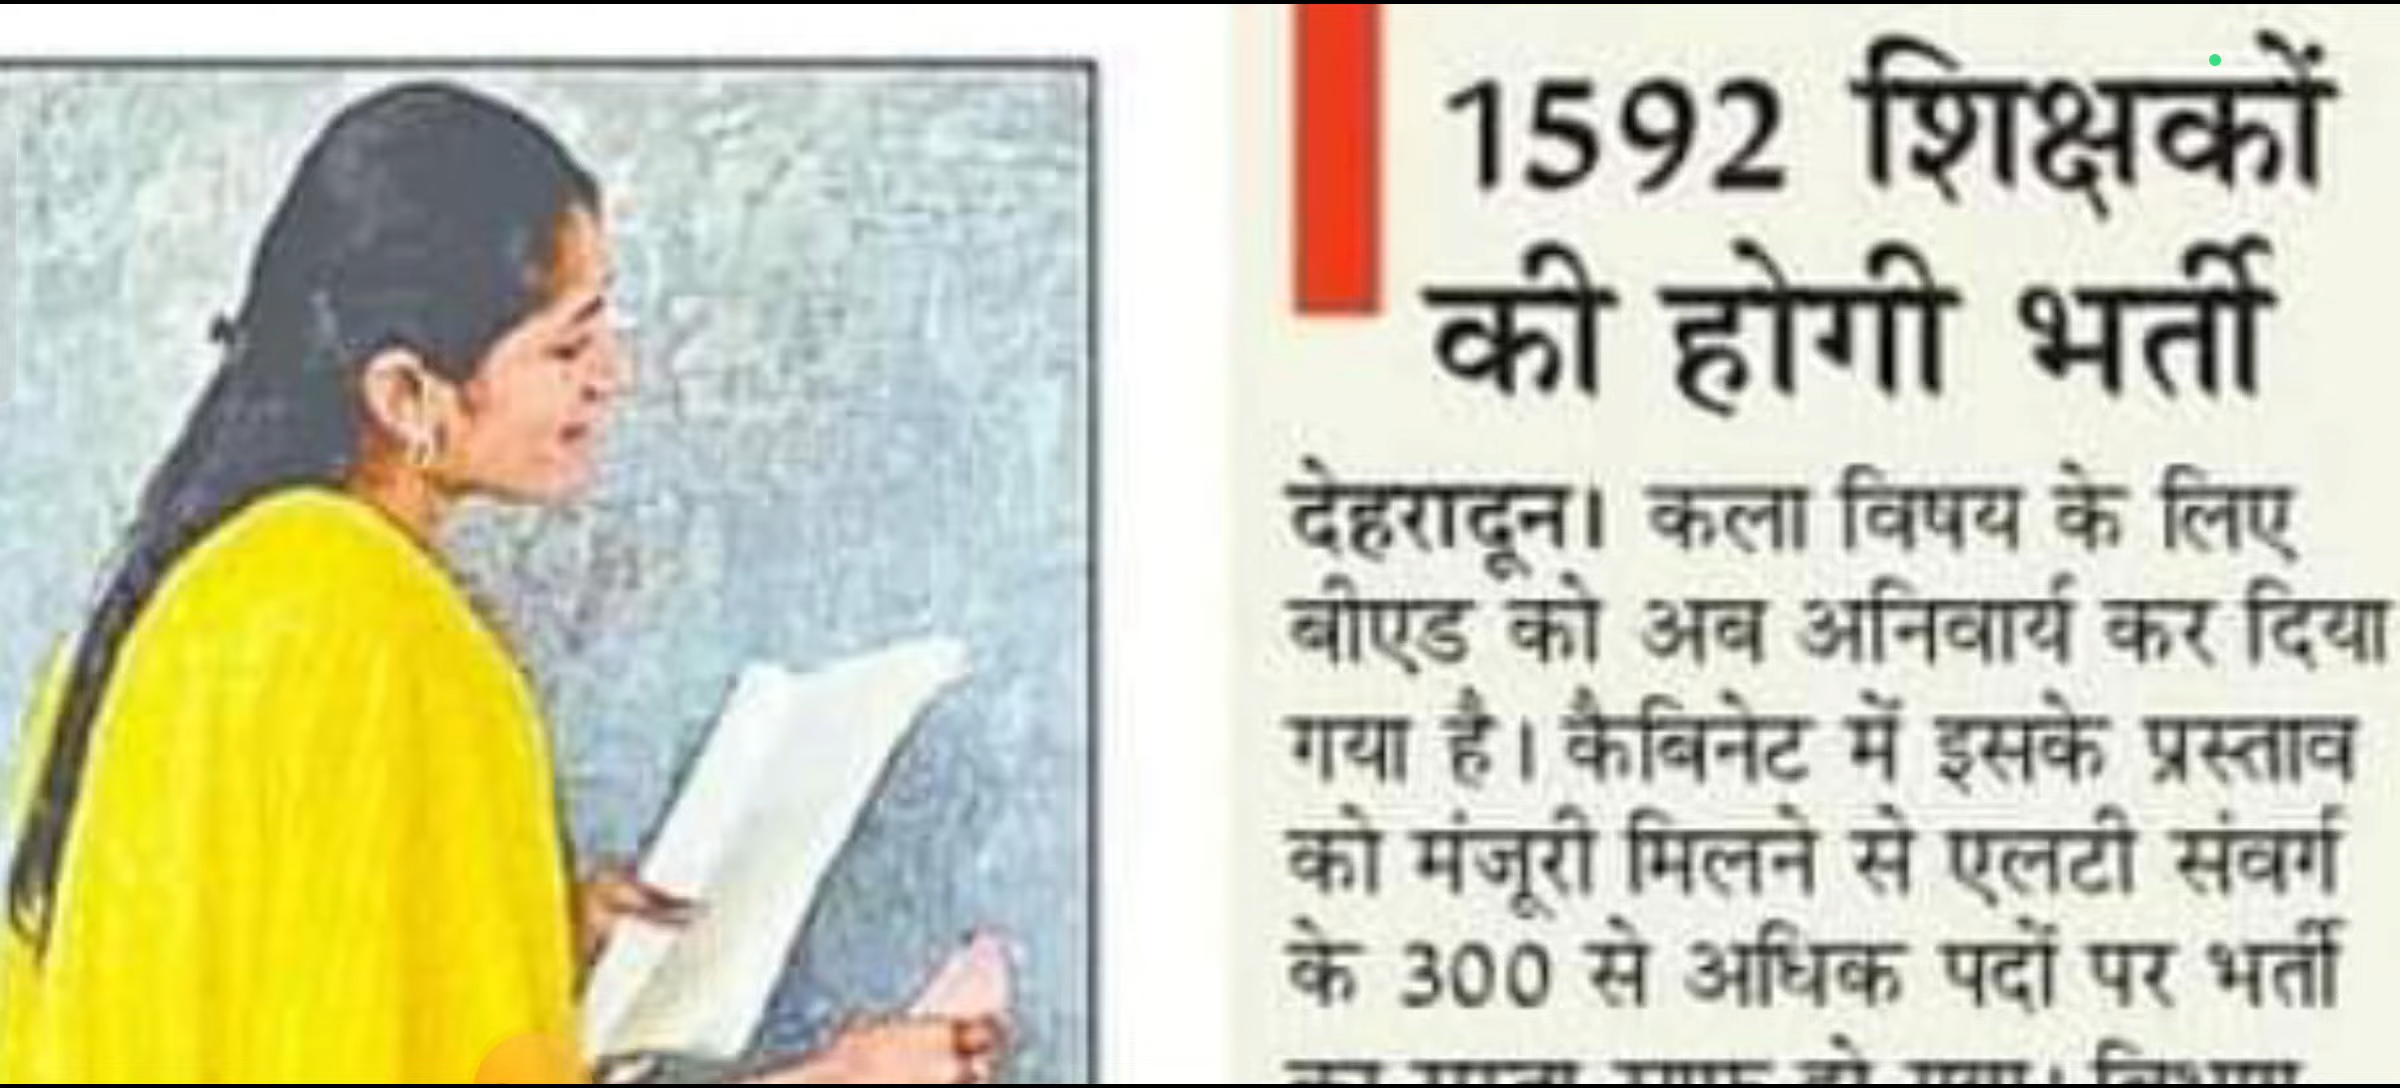 1592 शिक्षकों
की होगी भर्ती
देहरादून। कला विषय के लिए
बीएड को अब अनिवार्य कर दिया
गया है। कैबिनेट में इसके प्रस्ताव
को मंजूरी मिलने से एलटी संवर्ग
के 300 से अधिक पदों पर भर्ती